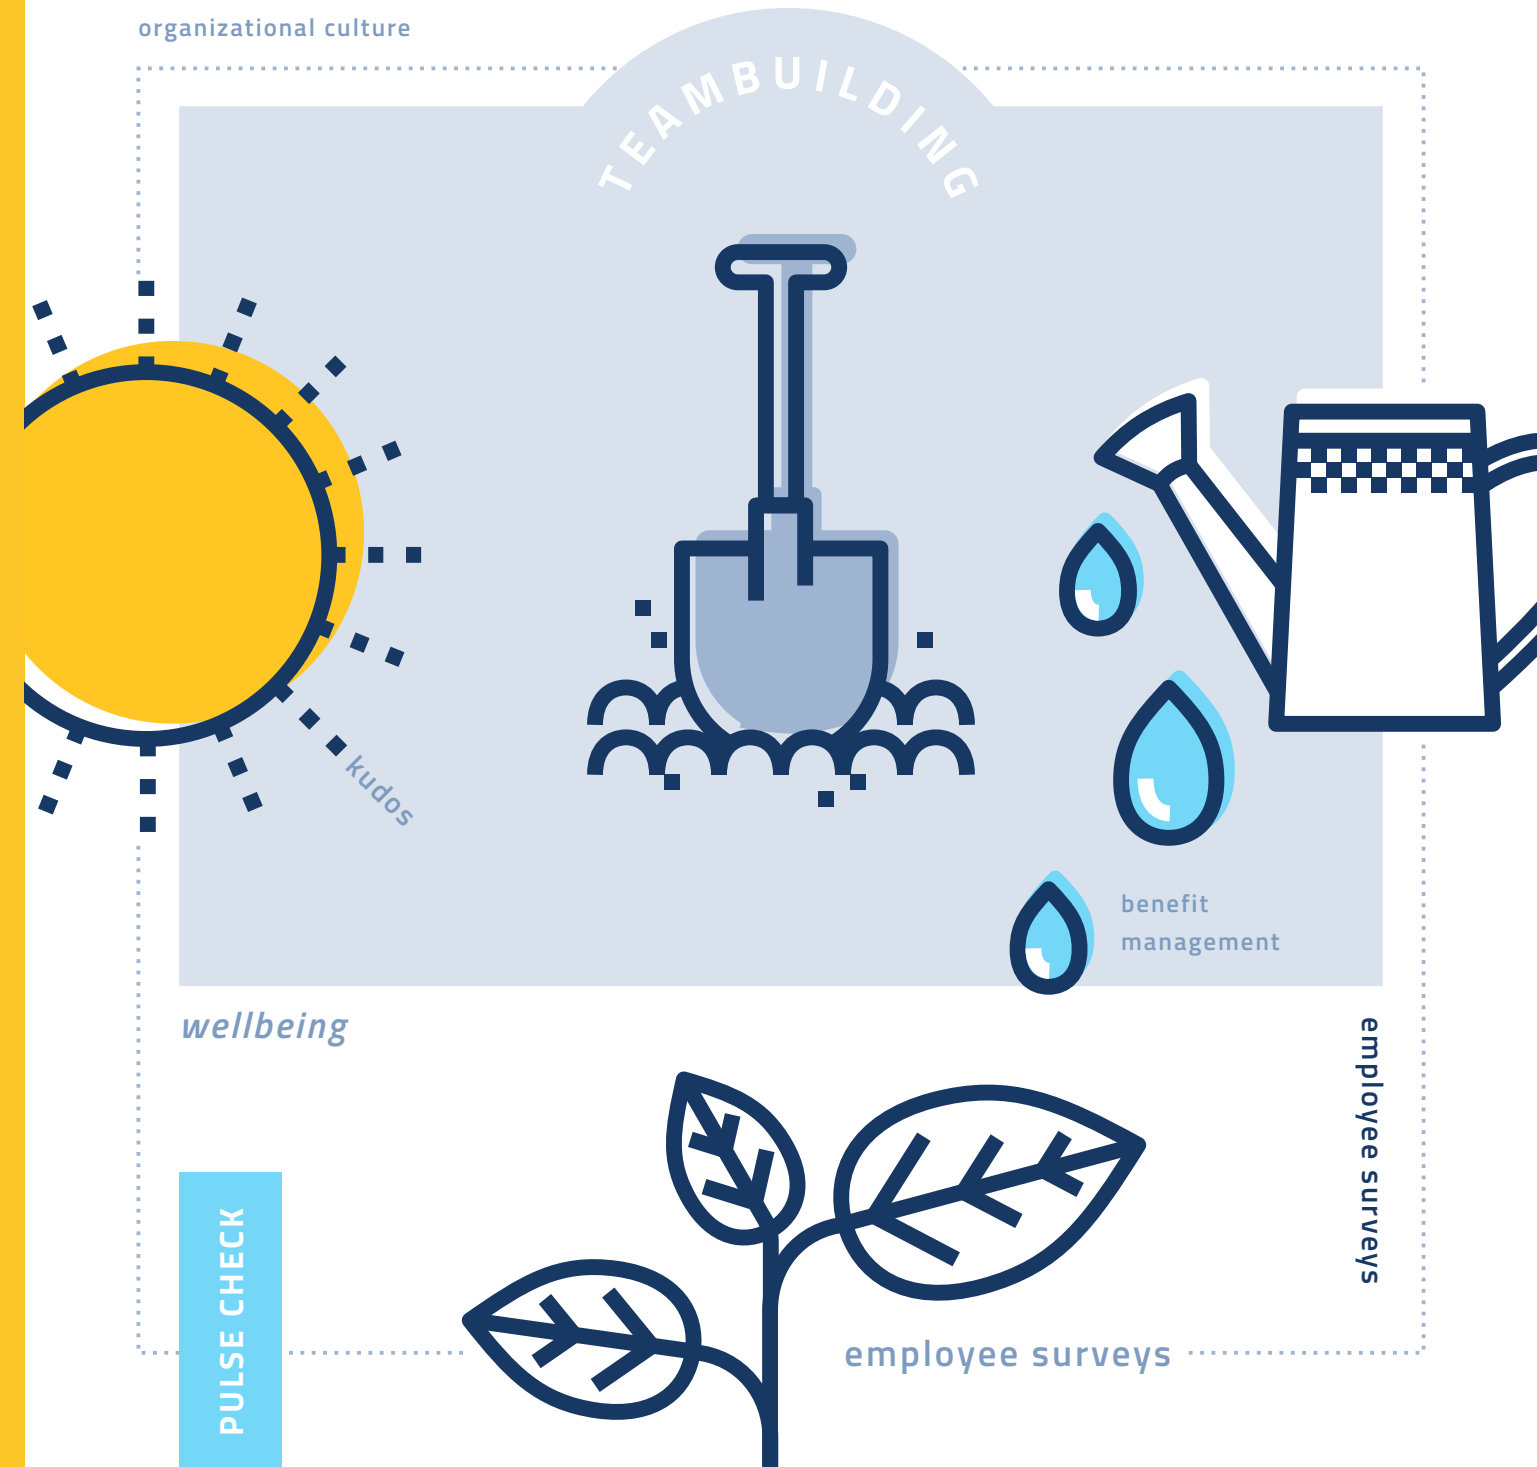 organizational culture
TEAMBUILDING
kudos
benefit
management
wellbeing
employee surveys
PULSE CHECK
employee surveys